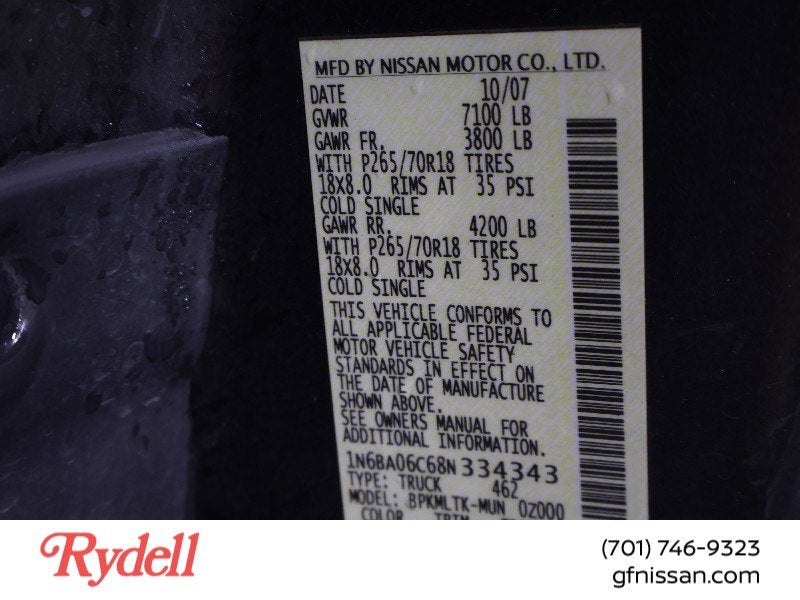 MFD BY NISSAN MOTOR CO., LTD.
DATE 10/07
GVWR 7100 LB
GAWR FR. 3800 LB
WITH P265/70R18 TIRES
18X8.0 RIMS AT 35 PSI
COLD SINGLE
GAWR RR. 4200 LB
WITH P265/70R18 TIRES
18X8.0 RIMS AT 35 PSI
COLD SINGLE
THIS VEHICLE CONFORMS TO
ALL APPLICABLE FEDERAL
MOTOR VEHICLE SAFETY
STANDARDS IN EFFECT ON
THE DATE OF MANUFACTURE
SHOWN ABOVE.
SEE OWNERS MANUAL FOR
ADDITIONAL INFORMATION.
1N6BA06C68N334343
TYPE: TRUCK 462
MODEL: BPKMLTK-MUN 0Z000
COLOR TRIM
Rydell
(701) 746-9323
gfnissan.com